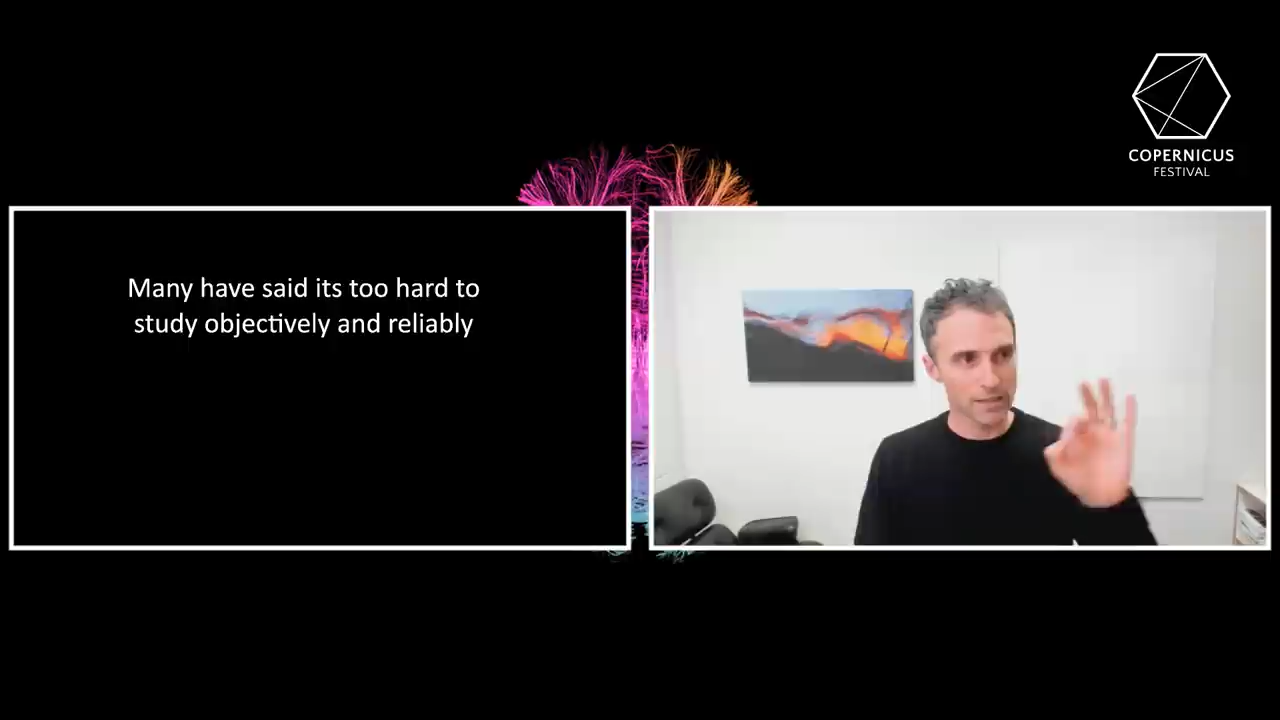 COPERNICUS
FESTIVAL
Many have said its too hard to
study objectively and reliably